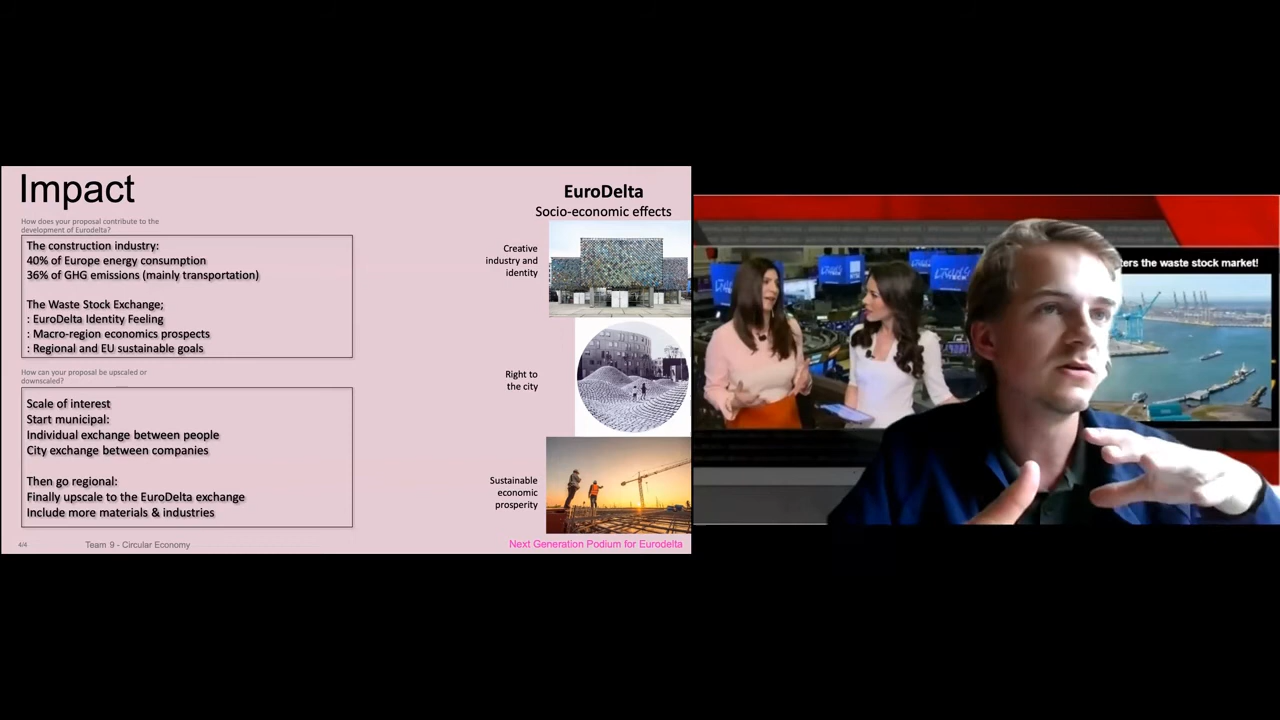 Impact
How does your proposal contribute to the
development of Eurodelta?
The construction industry:
40% of Europe energy consumption
36% of GHG emissions (mainly transportation)
The Waste Stock Exchange;
: EuroDelta Identity Feeling
: Macro-region economics prospects
: Regional and EU sustainable goals
How can your proposal be upscaled or
downscaled?
Scale of interest
Start municipal:
Individual exchange between people
City exchange between companies
Then go regional:
Finally upscale to the EuroDelta exchange
Include more materials & industries
4/4
Team 9 - Circular Economy
EuroDelta
Socio-economic effects
Creative
industry and
identity
Right to
the city
Sustainable
economic
prosperity
Next Generation Podium for Eurodelta
ters the waste stock market!